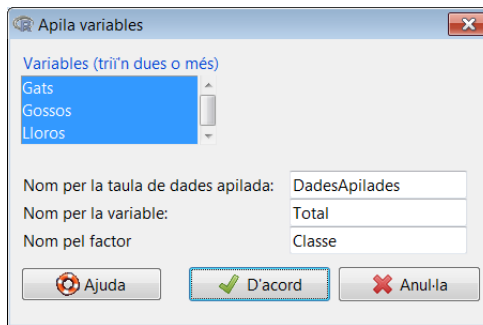 Apila variables
Variables (triï'n dues o més)
Gats
Gossos
Lloros
Nom per la taula de dades apilada: DadesApilades
Nom per la variable: Total
Nom pel factor Classe
Ajuda D'acord Anul·la